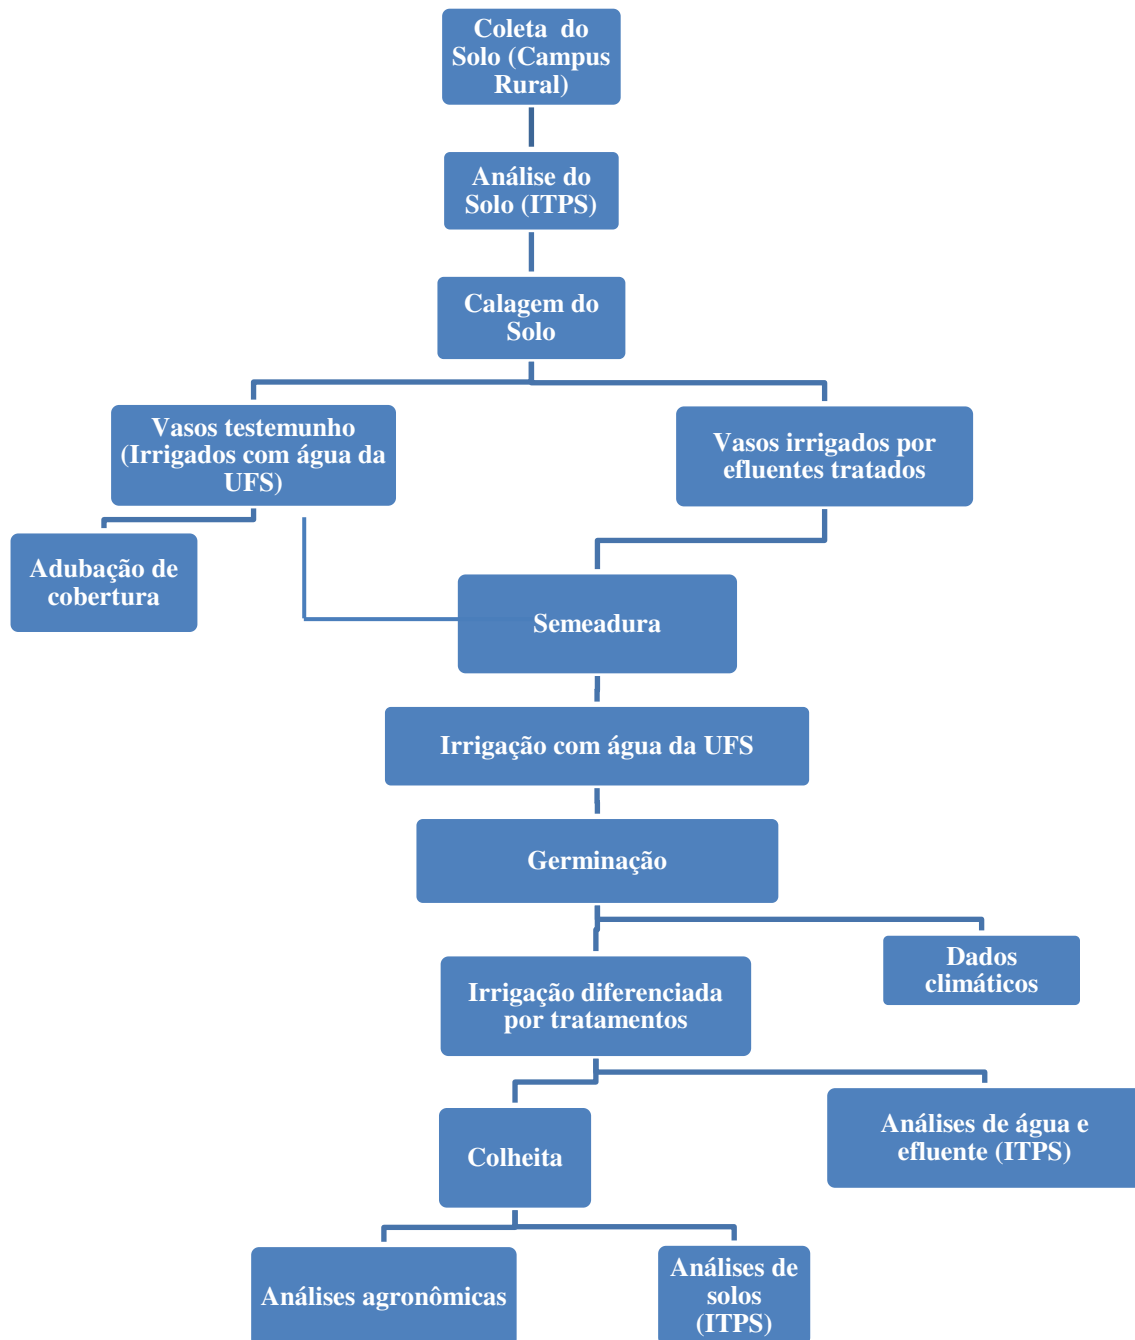 Coleta do
Solo (Campus
Rural)
Análise do
Solo (ITPS)
Calagem do
Solo
Vasos testemunho
(Irrigados com água da
UFS)
Vasos irrigados por
efluentes tratados
Adubação de
cobertura
Semeadura
Irrigação com água da UFS
Germinação
Dados
climáticos
Irrigação diferenciada
por tratamentos
Análises de água e
efluente (ITPS)
Colheita
Análises agronômicas
Análises de
solos
(ITPS)